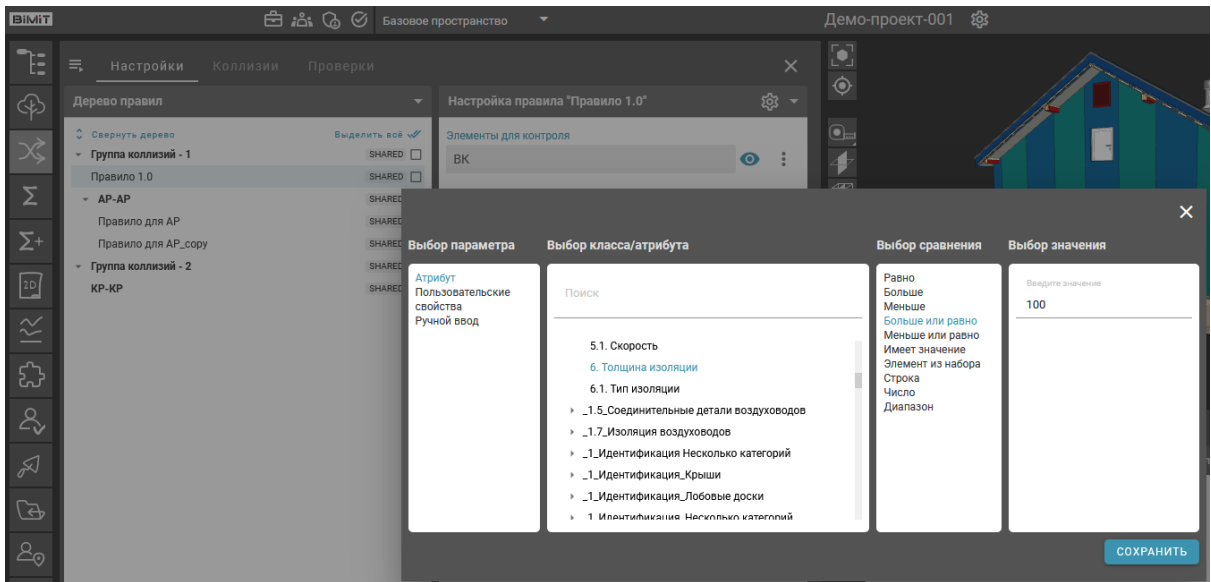 BIMIT
Базовое пространство
Демо-проект-001
Настройки
Коллизии
Проверки
Дерево правил
Настройка правила "Правило 1.0"
Свернуть дерево
Выделить всё
Элементы для контроля
Группа коллизий - 1
SHARED
ВК
Правило 1.0
SHARED
АР-АР
SHARED
Правило для АР
SHARED
Правило для АР_copy
SHARED
Группа коллизий - 2
SHARED
КР-КР
SHARED
2D
Выбор параметра
Выбор класса/атрибута
Выбор сравнения
Выбор значения
Атрибут
Пользовательские
свойства
Ручной ввод
Поиск
5.1. Скорость
6. Толщина изоляции
6.1. Тип изоляции
_1.5_Соединительные детали воздуховодов
_1.7_Изоляция воздуховодов
_1_Идентификация Несколько категорий
_1_Идентификация_Крыши
_1_Идентификация_Лобовые доски
_1_Идентификация_Несколько категорий
Равно
Больше
Меньше
Больше или равно
Меньше или равно
Имеет значение
Элемент из набора
Строка
Число
Диапазон
Введите значение
100
СОХРАНИТЬ